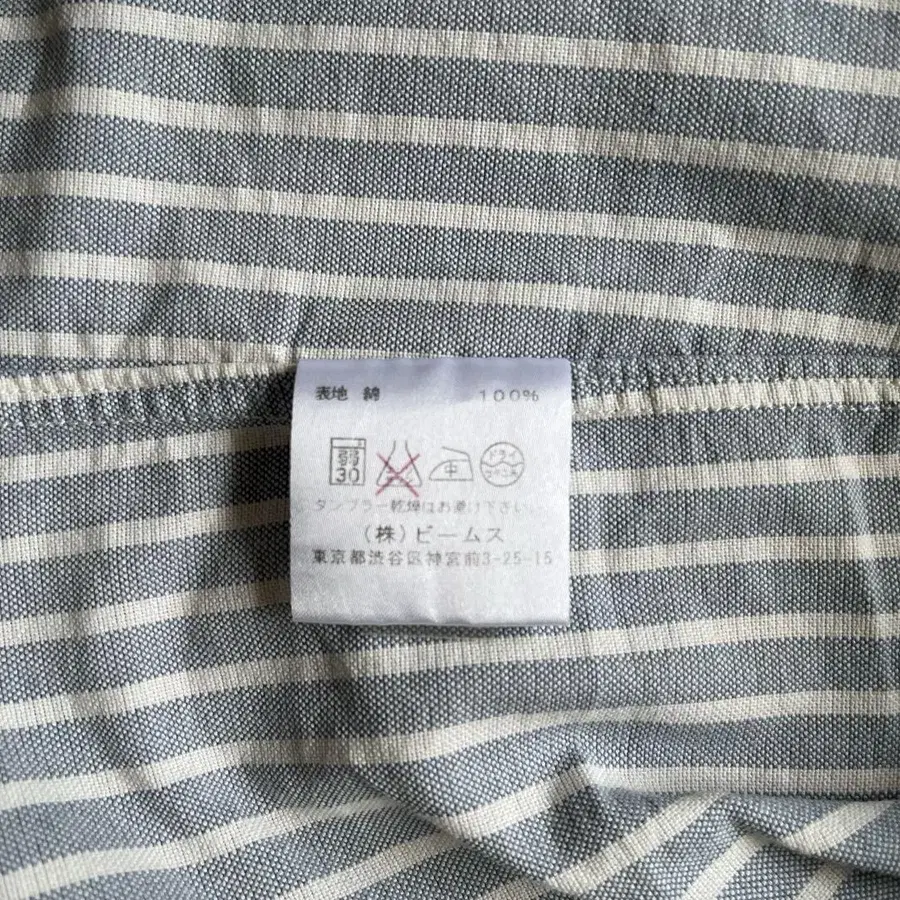 表地 綿 100%
弱 30 中 ドライ
タンブラー乾燥はお避け下さい。
(株)ビームス
東京都渋谷区神宮前3-25-15